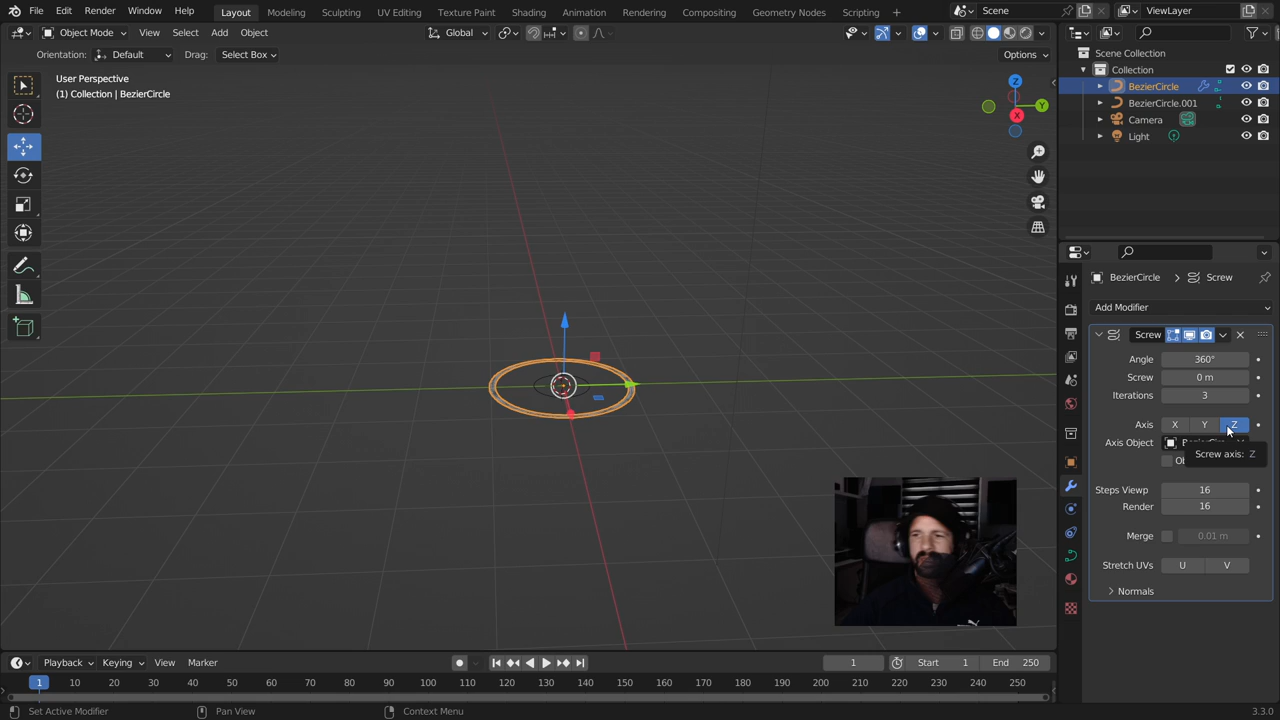 File Edit Render Window Help Layout Modeling Sculpting UV Editing Texture Paint Shading Animation Rendering Compositing Geometry Nodes Scripting Scene ViewLayer
Object Mode View Select Add Object Global
Orientation: Default Drag: Select Box Options
User Perspective
(1) Collection | BezierCircle
Z
Y
X
Scene Collection
Collection
BezierCircle
BezierCircle.001
Camera
Light
BezierCircle > Screw
Add Modifier
Screw
Angle 360°
Screw 0 m
Iterations 3
Axis X Y Z
Axis Object
Screw axis: Z
Steps Viewp 16
Render 16
Merge 0.01 m
Stretch UVs U V
Normals
Playback Keying View Marker 1 Start 1 End 250
1 10 20 30 40 50 60 70 80 90 100 110 120 130 140 150 160 170 180 190 200 210 220 230 240 250
Set Active Modifier Pan View Context Menu 3.3.0